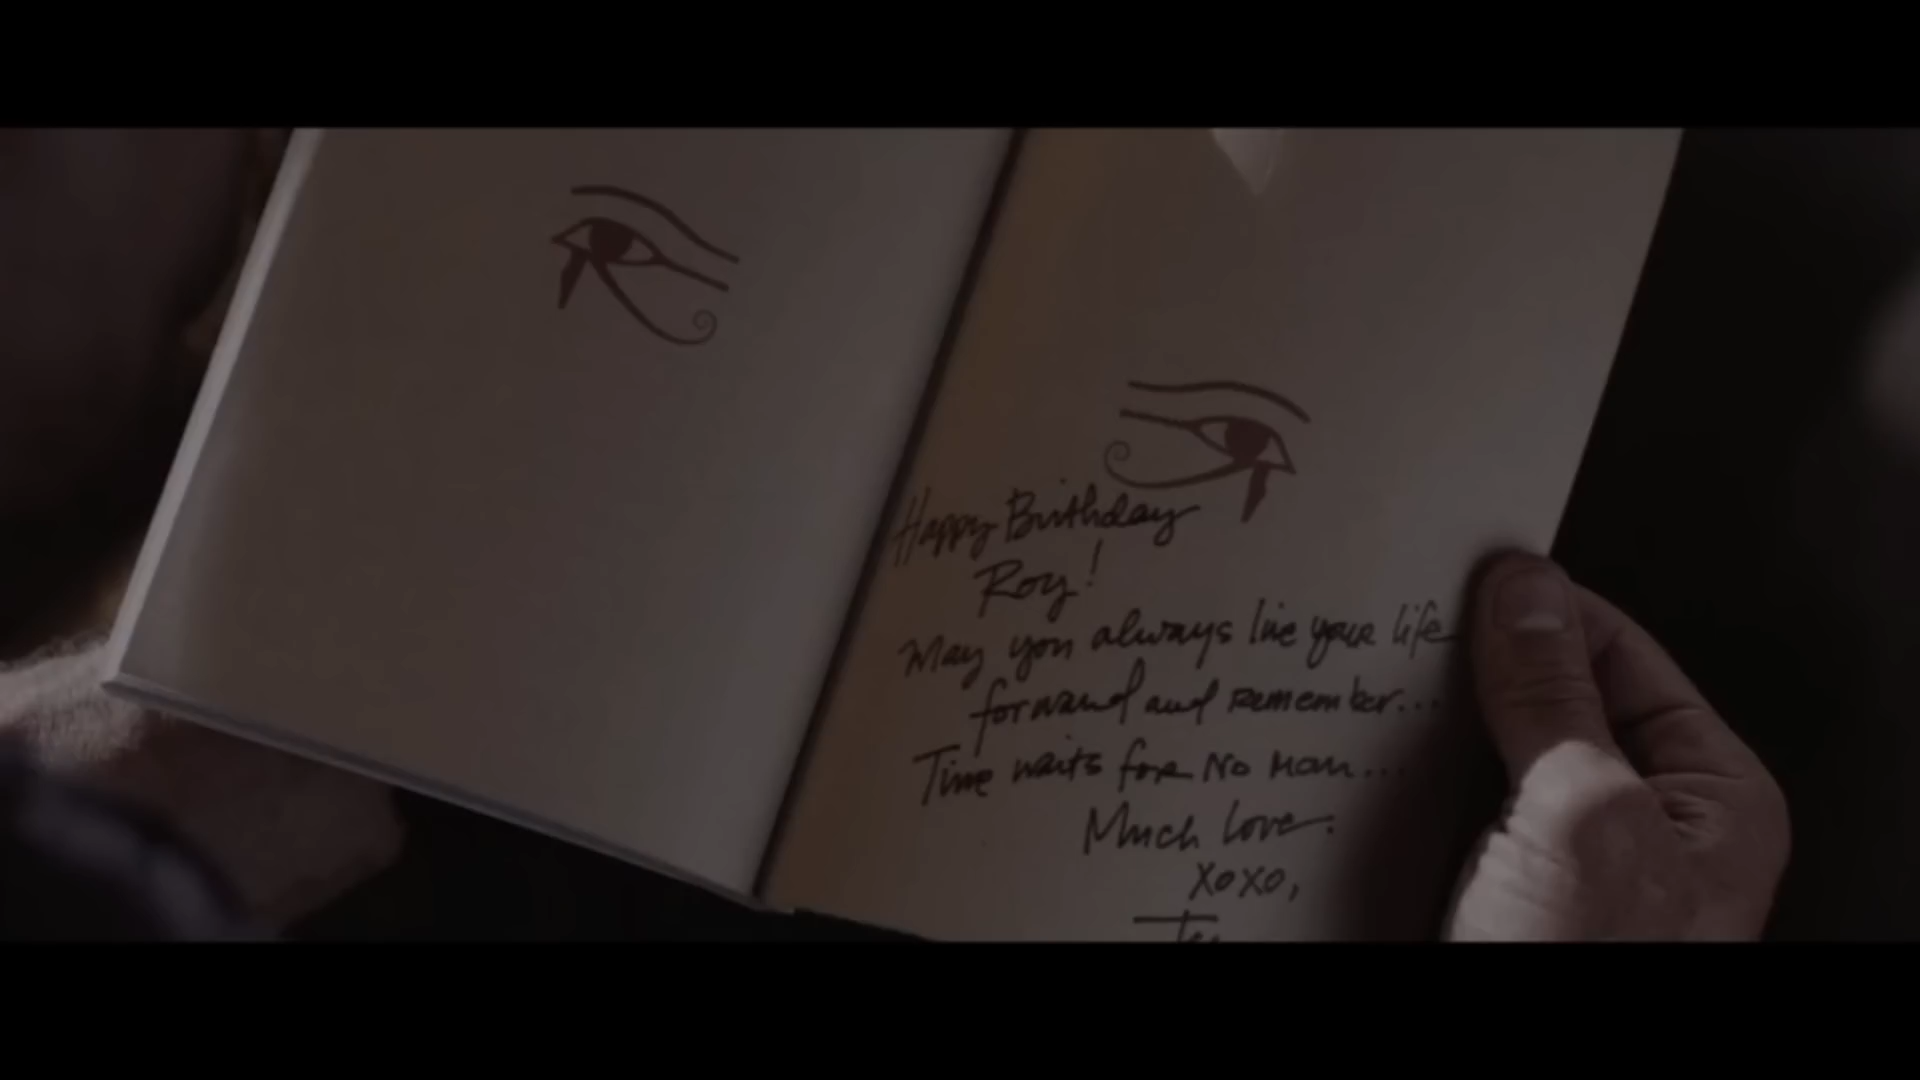 Happy Birthday
Roy!
May you always live your life
forward and remember...
Time waits for no man...
Much love.
xoxo,